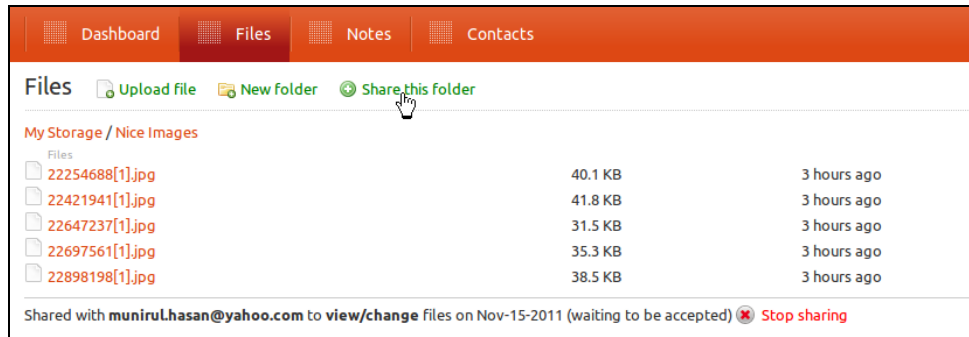 Dashboard Files Notes Contacts
Files Upload file New folder Share this folder
My Storage / Nice Images
Files
22254688[1].jpg 40.1 KB 3 hours ago
22421941[1].jpg 41.8 KB 3 hours ago
22647237[1].jpg 31.5 KB 3 hours ago
22697561[1].jpg 35.3 KB 3 hours ago
22898198[1].jpg 38.5 KB 3 hours ago
Shared with munirul.hasan@yahoo.com to view/change files on Nov-15-2011 (waiting to be accepted) Stop sharing